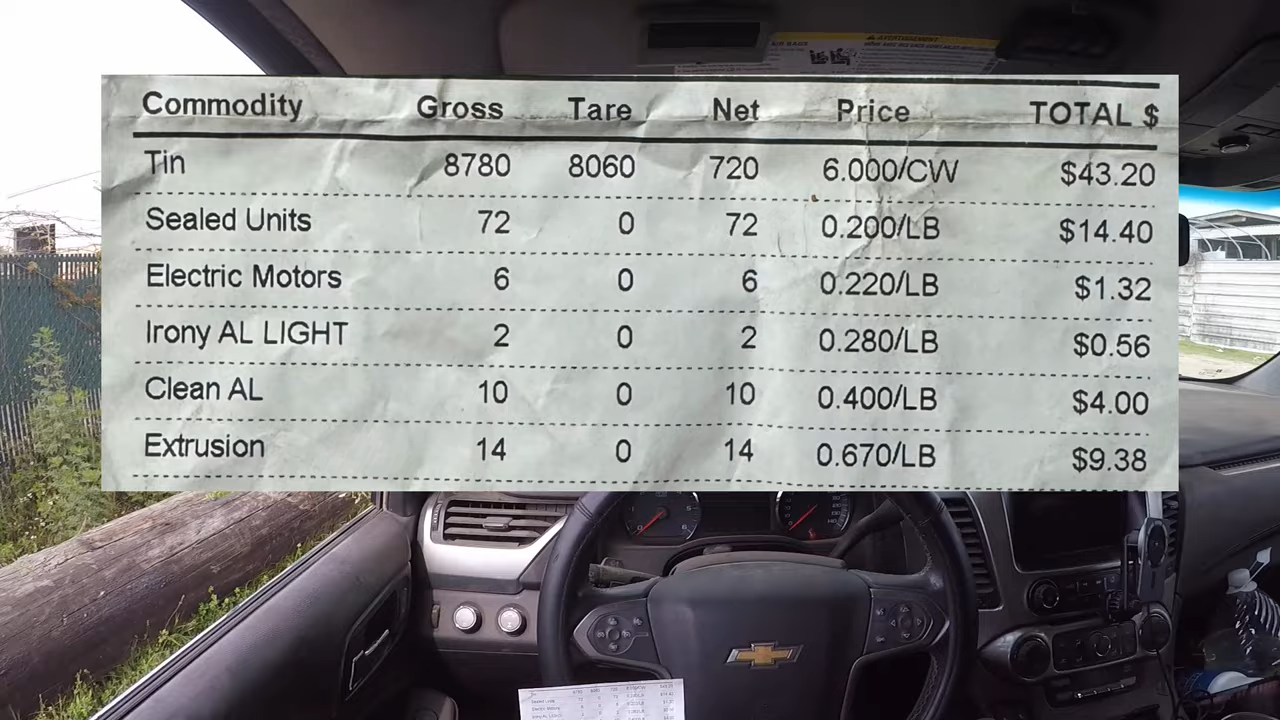 AIR BAGS
AVERTISSEMENT
Commodity Gross Tare Net Price TOTAL $
Tin 8780 8060 720 6.000/CW $43.20
Sealed Units 72 0 72 0.200/LB $14.40
Electric Motors 6 0 6 0.220/LB $1.32
Irony AL LIGHT 2 0 2 0.280/LB $0.56
Clean AL 10 0 10 0.400/LB $4.00
Extrusion 14 0 14 0.670/LB $9.38